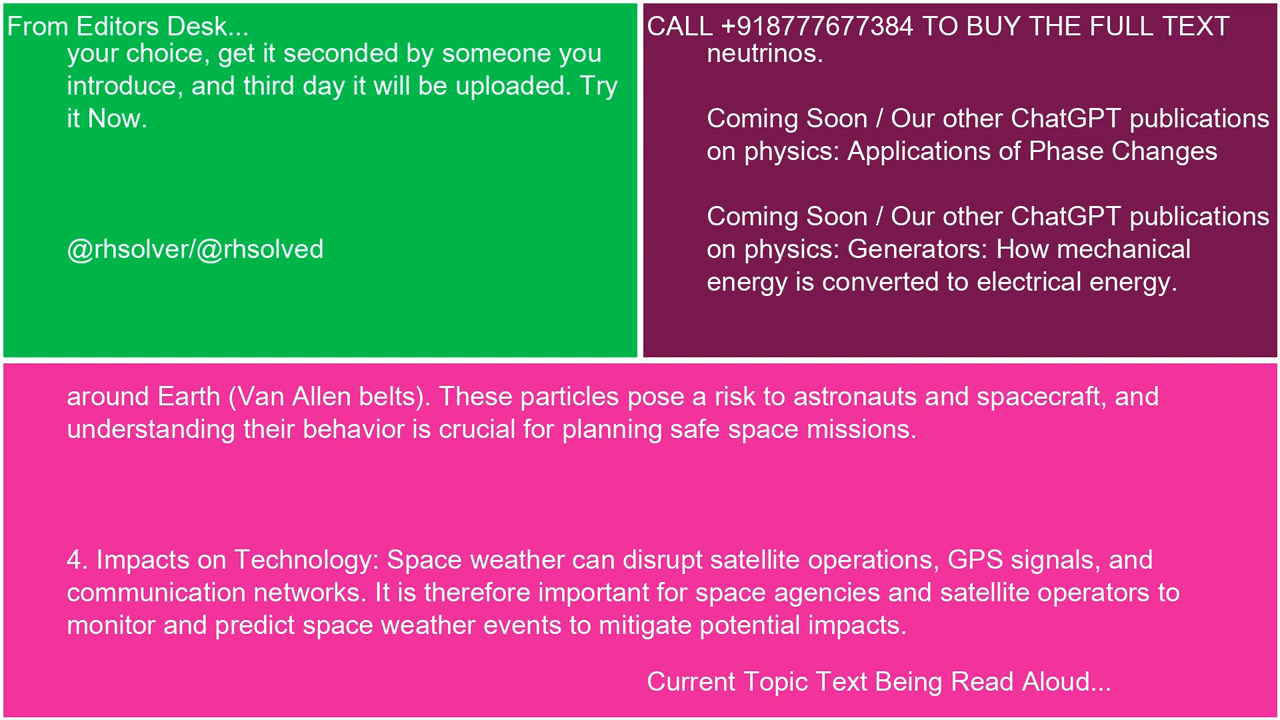 From Editors Desk...
your choice, get it seconded by someone you
introduce, and third day it will be uploaded. Try
it Now.
@rhsolver/@rhsolved
CALL +918777677384 TO BUY THE FULL TEXT
neutrinos.
Coming Soon / Our other ChatGPT publications
on physics: Applications of Phase Changes
Coming Soon / Our other ChatGPT publications
on physics: Generators: How mechanical
energy is converted to electrical energy.
around Earth (Van Allen belts). These particles pose a risk to astronauts and spacecraft, and
understanding their behavior is crucial for planning safe space missions.
4. Impacts on Technology: Space weather can disrupt satellite operations, GPS signals, and
communication networks. It is therefore important for space agencies and satellite operators to
monitor and predict space weather events to mitigate potential impacts.
Current Topic Text Being Read Aloud...